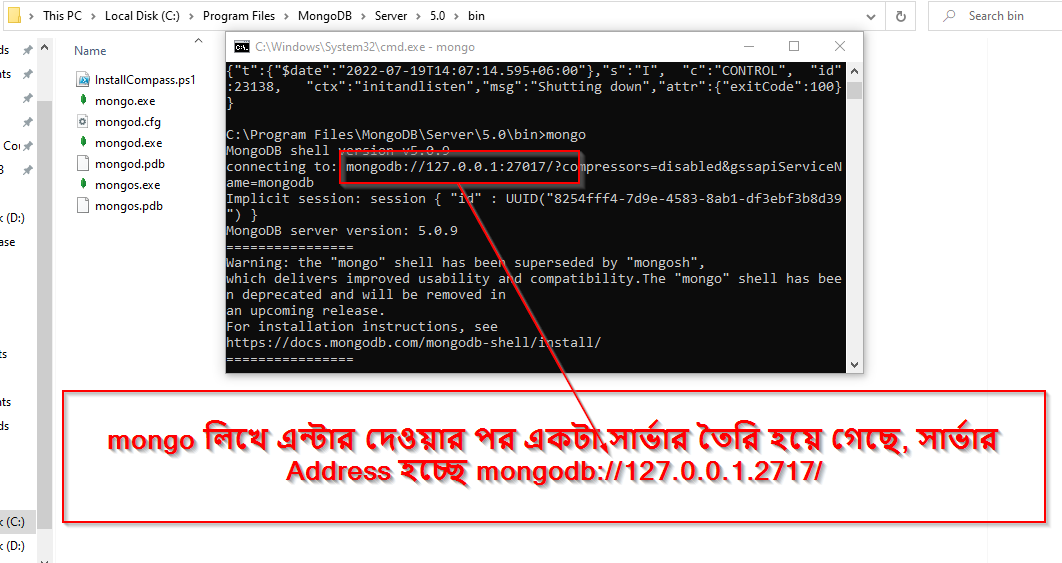 This PC > Local Disk (C:) > Program Files > MongoDB > Server > 5.0 > bin
Search bin
C:\Windows\System32\cmd.exe - mongo
Name
InstallCompass.ps1
mongo.exe
mongod.cfg
mongod.exe
mongod.pdb
mongos.exe
mongos.pdb
ds
nts
Cou
3
k (D:)
ase
ts
nts
ds
k (C:)
k (D:)
{"t":{"$date":"2022-07-19T14:07:14.595+06:00"},"s":"I", "c":"CONTROL", "id"
:23138, "ctx":"initandlisten","msg":"Shutting down","attr":{"exitCode":100}
}
C:\Program Files\MongoDB\Server\5.0\bin>mongo
MongoDB shell version v5.0.9
connecting to: mongodb://127.0.0.1:27017/?compressors=disabled&gssapiServiceN
ame=mongodb
Implicit session: session { "id" : UUID("8254fff4-7d9e-4583-8ab1-df3ebf3b8d39
") }
MongoDB server version: 5.0.9
================
Warning: the "mongo" shell has been superseded by "mongosh",
which delivers improved usability and compatibility.The "mongo" shell has bee
n deprecated and will be removed in
an upcoming release.
For installation instructions, see
https://docs.mongodb.com/mongodb-shell/install/
================
mongo লিখে এন্টার দেওয়ার পর একটা সার্ভার তৈরি হয়ে গেছে, সার্ভার
Address হচ্ছে mongodb://127.0.0.1.2717/